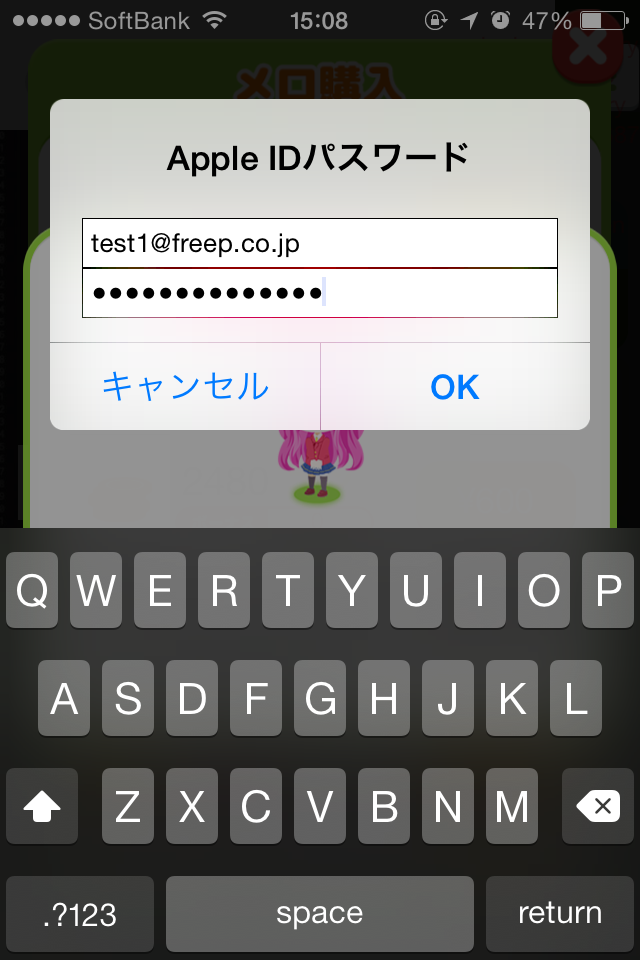 SoftBank 15:08 47%
メロ購入
Apple IDパスワード
test1@freep.co.jp
••••••••••••••
キャンセル OK
Q W E R T Y U I O P
A S D F G H J K L
Z X C V B N M
.?123 space return